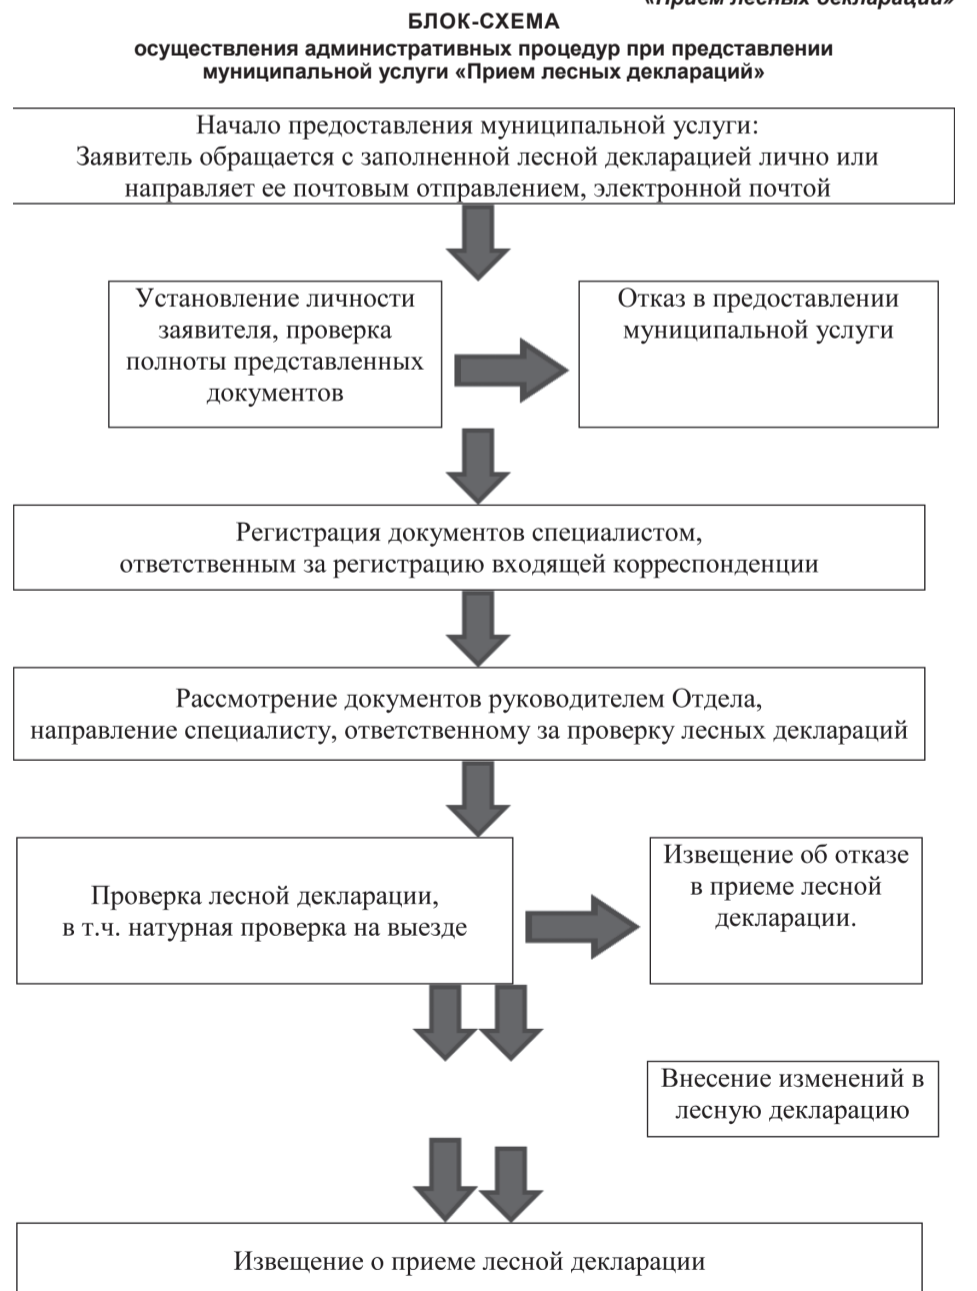 «Прием лесных деклараций»
БЛОК-СХЕМА
осуществления административных процедур при представлении
муниципальной услуги «Прием лесных деклараций»
Начало предоставления муниципальной услуги:
Заявитель обращается с заполненной лесной декларацией лично или
направляет ее почтовым отправлением, электронной почтой
Установление личности
заявителя, проверка
полноты представленных
документов
Отказ в предоставлении
муниципальной услуги
Регистрация документов специалистом,
ответственным за регистрацию входящей корреспонденции
Рассмотрение документов руководителем Отдела,
направление специалисту, ответственному за проверку лесных деклараций
Проверка лесной декларации,
в т.ч. натурная проверка на выезде
Извещение об отказе
в приеме лесной
декларации.
Внесение изменений в
лесную декларацию
Извещение о приеме лесной декларации